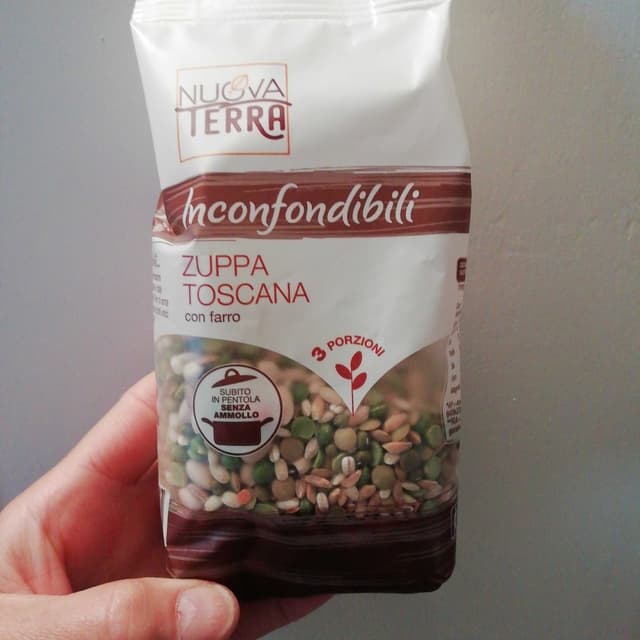 NUOVA
TERRA
Inconfondibili
ZUPPA
TOSCANA
con farro
3 PORZIONI
SUBITO
IN PENTOLA
SENZA
AMMOLLO